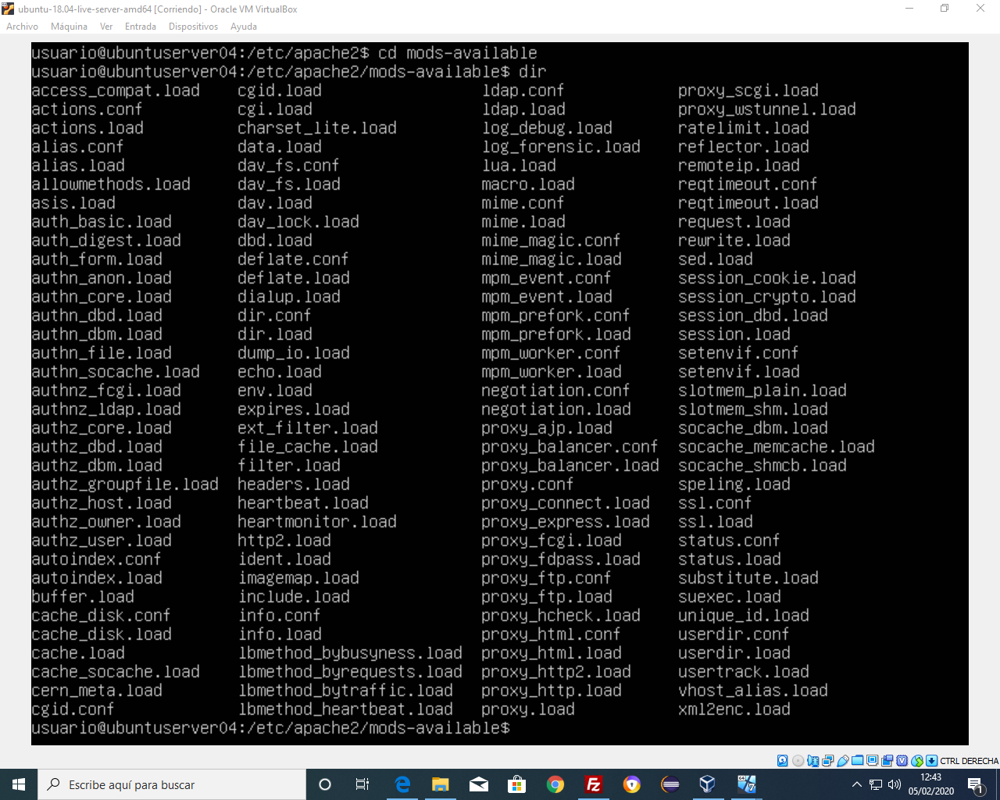 ubuntu-18.04-live-server-amd64 [Corriendo] - Oracle VM VirtualBox
Archivo Máquina Ver Entrada Dispositivos Ayuda
usuario@ubuntuserver04:/etc/apache2$ cd mods-available
usuario@ubuntuserver04:/etc/apache2/mods-available$ dir
access_compat.load cgid.load ldap.conf proxy_scgi.load
actions.conf cgi.load ldap.load proxy_wstunnel.load
actions.load charset_lite.load log_debug.load ratelimit.load
alias.conf data.load log_forensic.load reflector.load
alias.load dav_fs.conf lua.load remoteip.load
allowmethods.load dav_fs.load macro.load reqtimeout.conf
asis.load dav.load mime.conf reqtimeout.load
auth_basic.load dav_lock.load mime.load request.load
auth_digest.load dbd.load mime_magic.conf rewrite.load
auth_form.load deflate.conf mime_magic.load sed.load
authn_anon.load deflate.load mpm_event.conf session_cookie.load
authn_core.load dialup.load mpm_event.load session_crypto.load
authn_dbd.load dir.conf mpm_prefork.conf session_dbd.load
authn_dbm.load dir.load mpm_prefork.load session.load
authn_file.load dump_io.load mpm_worker.conf setenvif.conf
authn_socache.load echo.load mpm_worker.load setenvif.load
authnz_fcgi.load env.load negotiation.conf slotmem_plain.load
authnz_ldap.load expires.load negotiation.load slotmem_shm.load
authz_core.load ext_filter.load proxy_ajp.load socache_dbm.load
authz_dbd.load file_cache.load proxy_balancer.conf socache_memcache.load
authz_dbm.load filter.load proxy_balancer.load socache_shmcb.load
authz_groupfile.load headers.load proxy.conf speling.load
authz_host.load heartbeat.load proxy_connect.load ssl.conf
authz_owner.load heartmonitor.load proxy_express.load ssl.load
authz_user.load http2.load proxy_fcgi.load status.conf
autoindex.conf ident.load proxy_fdpass.load status.load
autoindex.load imagemap.load proxy_ftp.conf substitute.load
buffer.load include.load proxy_ftp.load suexec.load
cache_disk.conf info.conf proxy_hcheck.load unique_id.load
cache_disk.load info.load proxy_html.conf userdir.conf
cache.load lbmethod_bybusyness.load proxy_html.load userdir.load
cache_socache.load lbmethod_byrequests.load proxy_http2.load usertrack.load
cern_meta.load lbmethod_bytraffic.load proxy_http.load vhost_alias.load
cgid.conf lbmethod_heartbeat.load proxy.load xml2enc.load
usuario@ubuntuserver04:/etc/apache2/mods-available$
CTRL DERECHA
Escribe aquí para buscar
12:43
05/02/2020